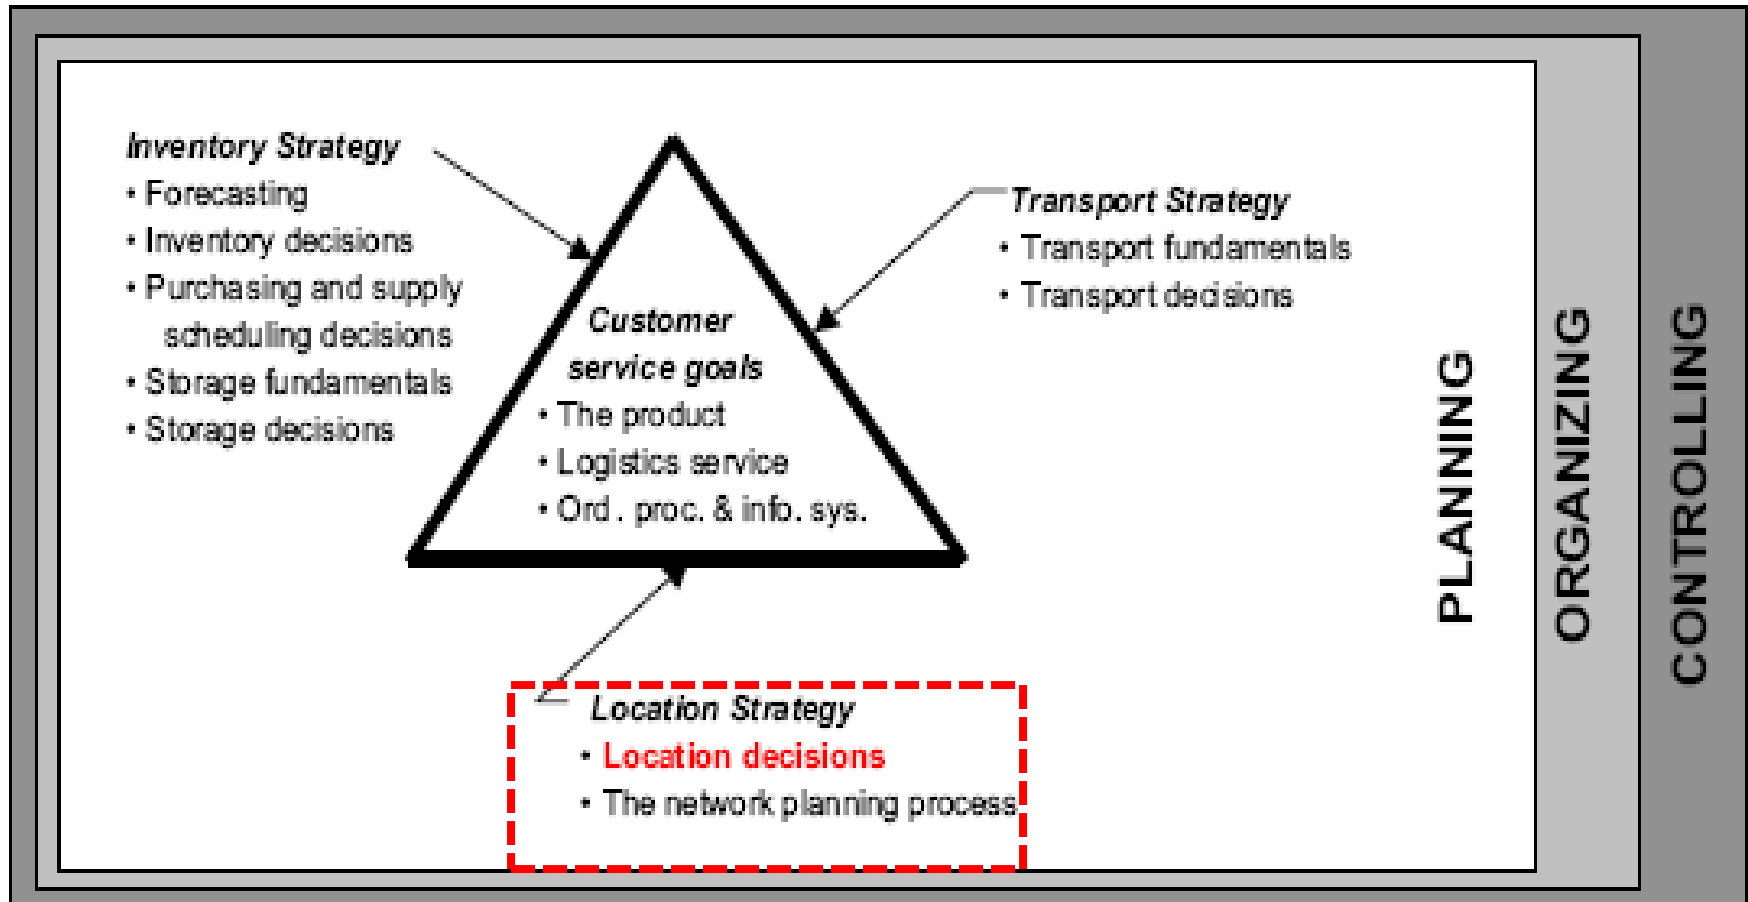 Inventory Strategy
• Forecasting
• Inventory decisions
• Purchasing and supply
scheduling decisions
• Storage fundamentals
• Storage decisions
Customer
service goals
• The product
• Logistics service
• Ord. proc. & info. sys.
Transport Strategy
• Transport fundamentals
• Transport decisions
Location Strategy
• Location decisions
• The network planning process
PLANNING
ORGANIZING
CONTROLLING